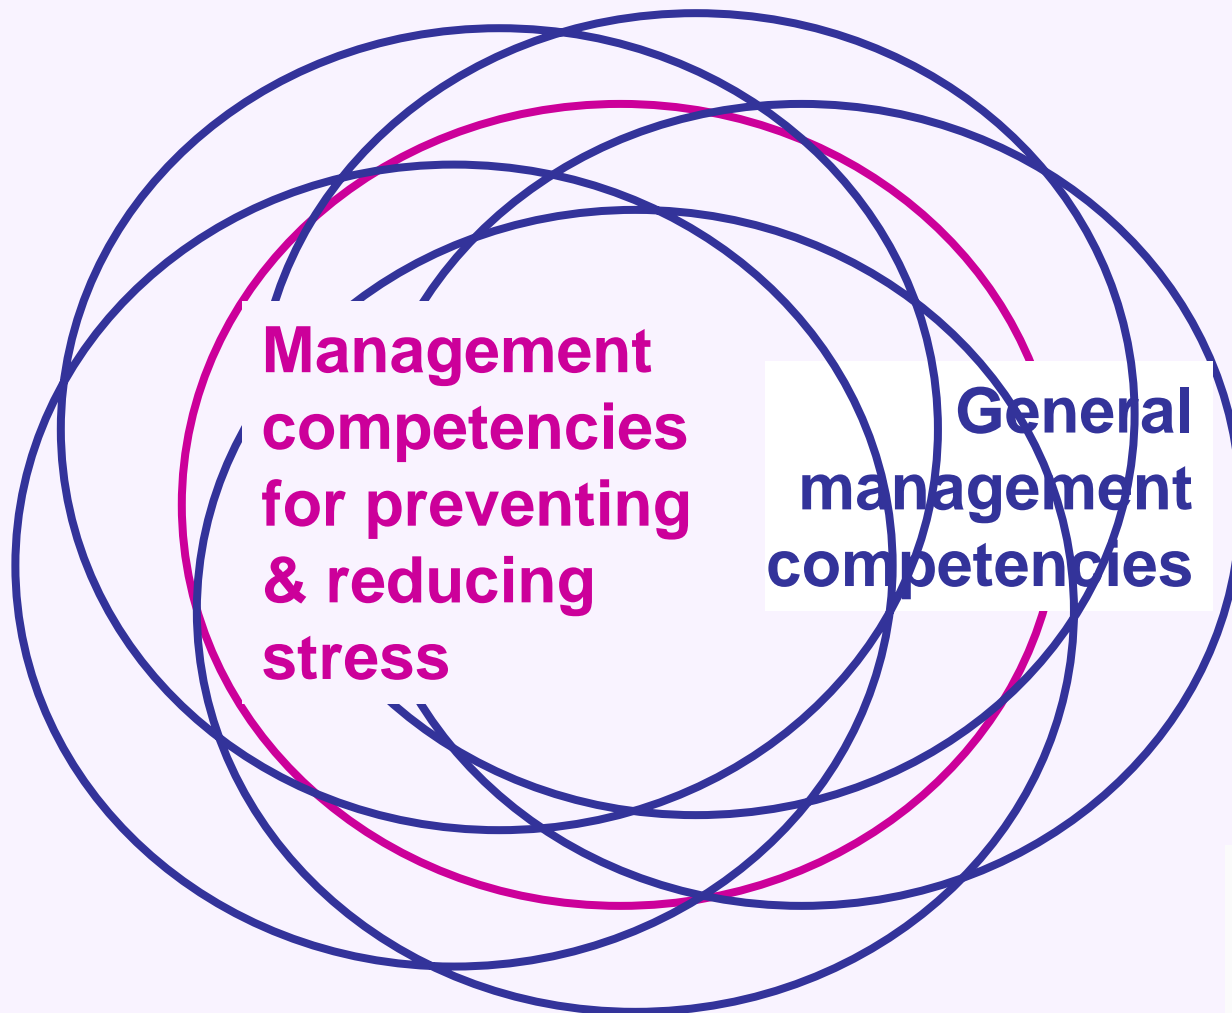 Management
competencies
for preventing
& reducing
stress
General
management
competencies